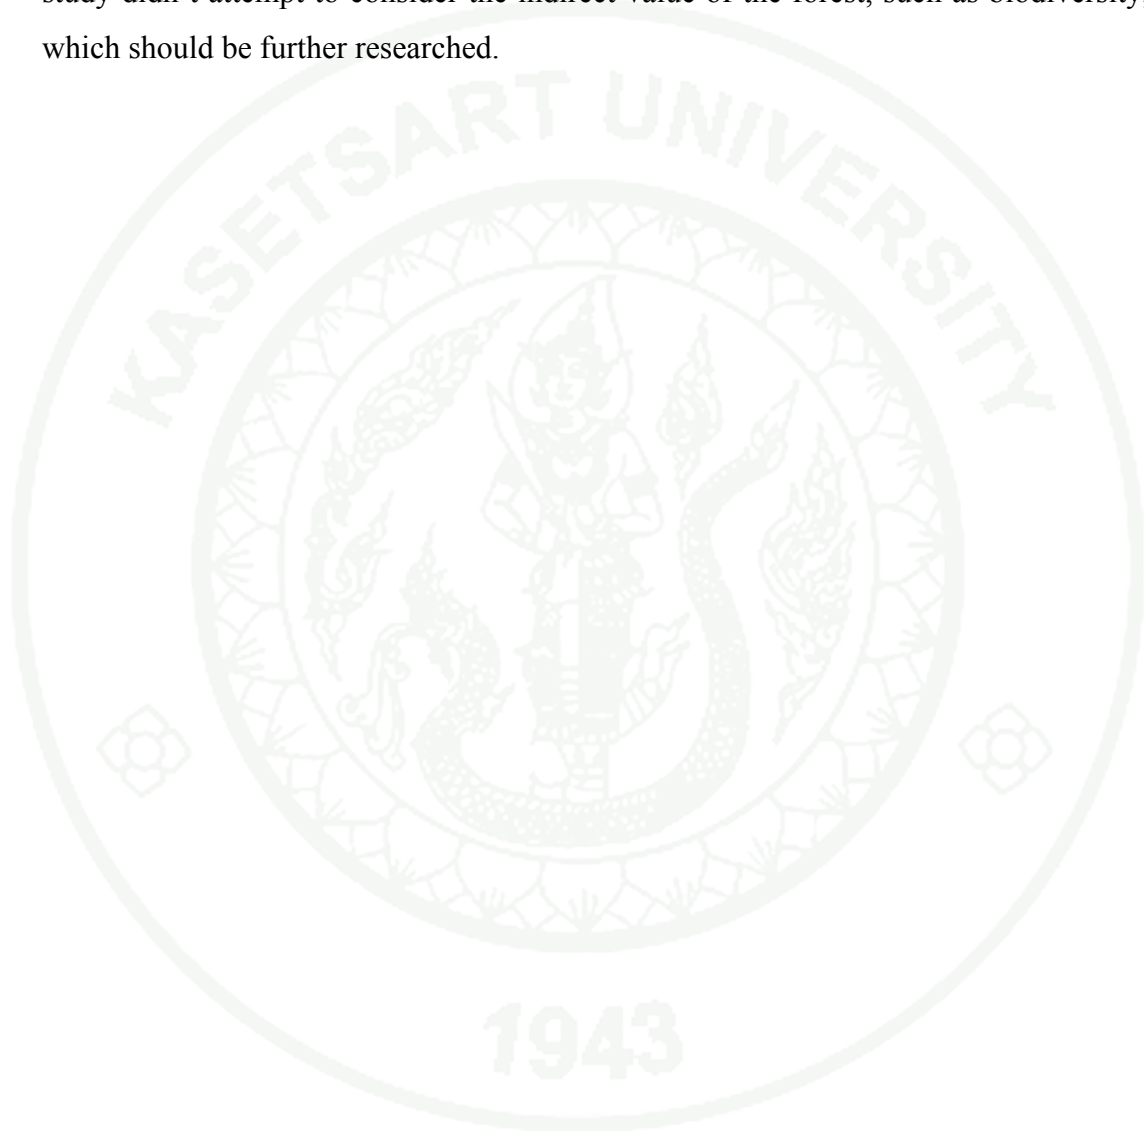 study didn't attempt to consider the indirect value of the forest, such as biodiversity,
which should be further researched.
KASETSART UNIVERSITY
1943